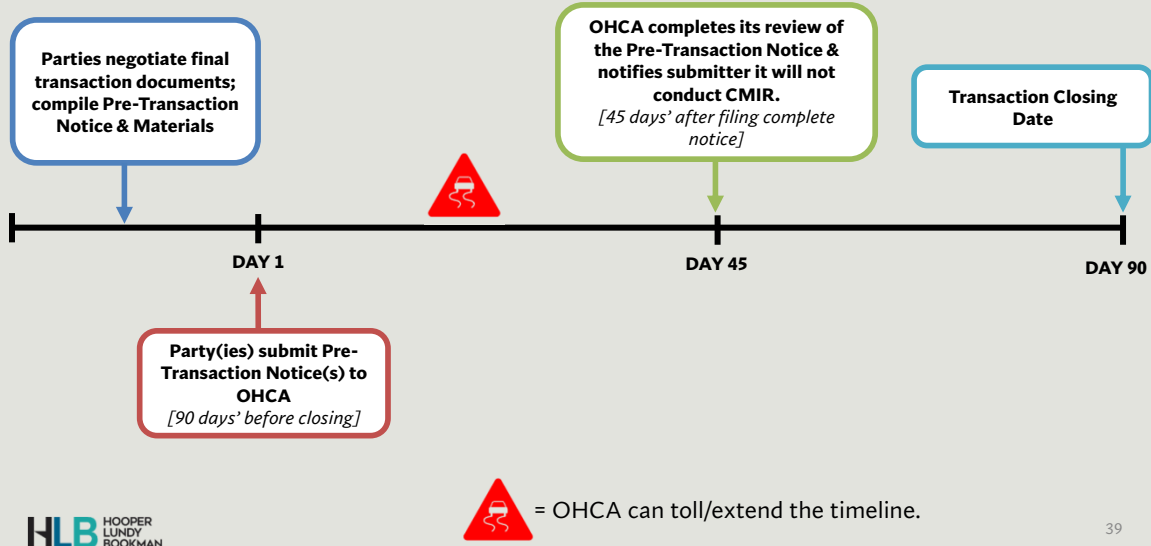 Parties negotiate final
transaction documents;
compile Pre-Transaction
Notice & Materials
OHCA completes its review of
the Pre-Transaction Notice &
notifies submitter it will not
conduct CMIR.
[45 days’ after filing complete
notice]
Transaction Closing
Date
DAY 1
DAY 45
DAY 90
Party(ies) submit Pre-
Transaction Notice(s) to
OHCA
[90 days’ before closing]
= OHCA can toll/extend the timeline.
HLB
HOOPER
LUNDY
BOOKMAN
39